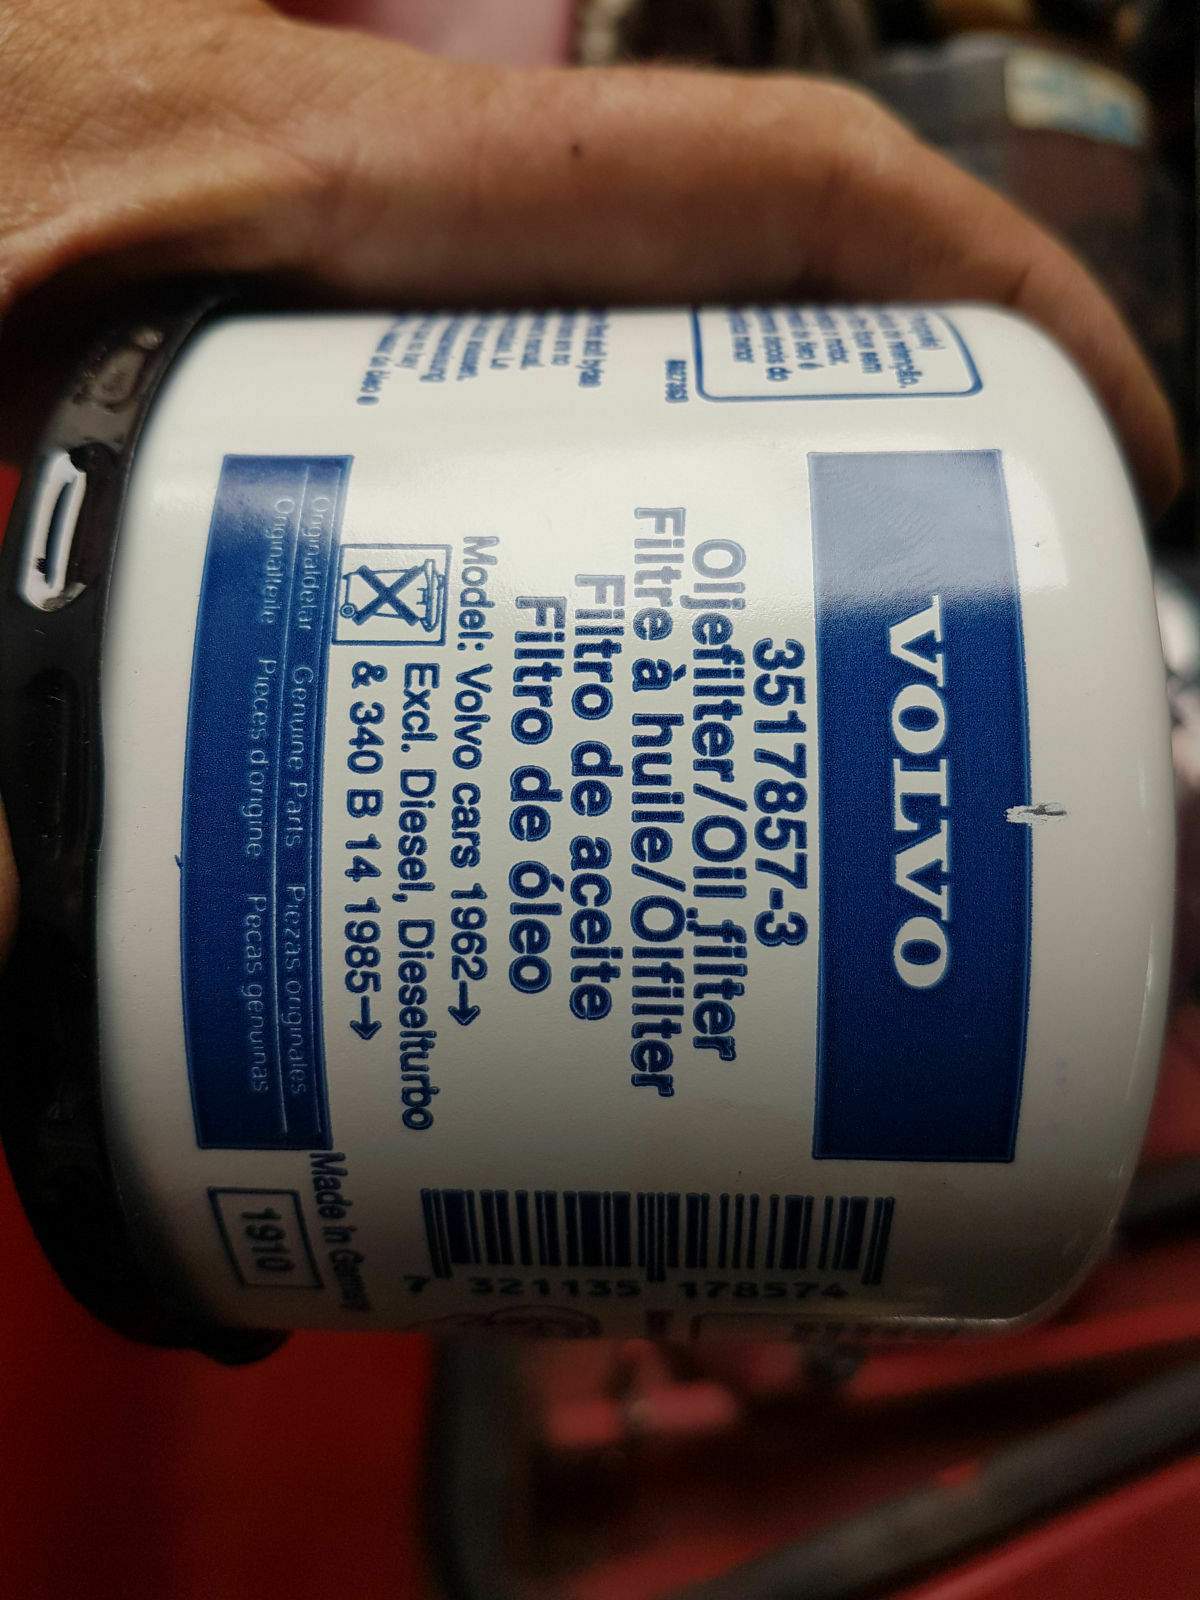 VOLVO
3517857-3
Oljefilter/Oil filter
Filtre à huile/Ölfilter
Filtro de aceite
Filtro de óleo
Model: Volvo cars 1962→
Excl. Diesel, Dieselturbo
& 340 B 14 1985→
Originaldelar Genuine Parts Piezas originales
Originalteile Pièces d'origine Peças genuínas
Made in Germany
1910
7 321135 178574